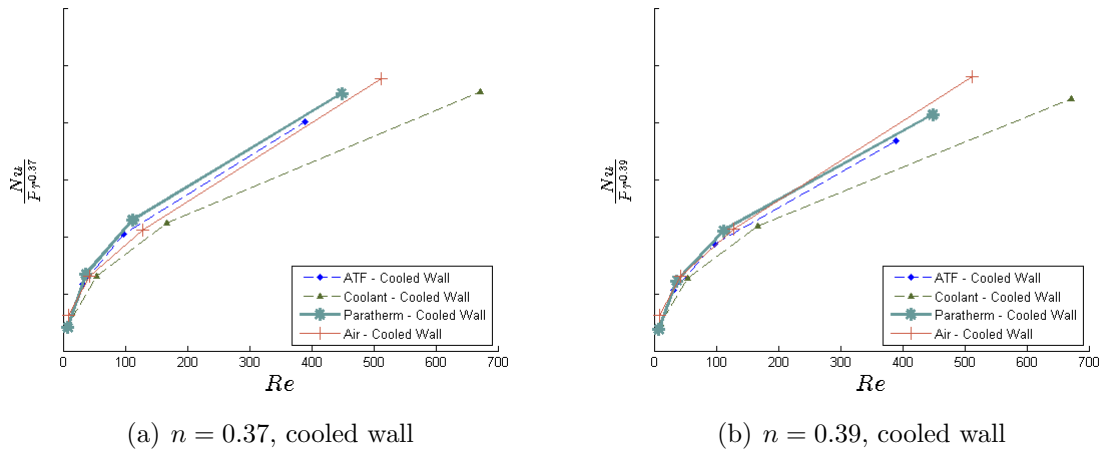 Nu
Pr^0.37
0 100 200 300 400 500 600 700
Re
ATF - Cooled Wall
Coolant - Cooled Wall
Paratherm - Cooled Wall
Air - Cooled Wall
(a) n = 0.37, cooled wall
Nu
Pr^0.39
0 100 200 300 400 500 600 700
Re
ATF - Cooled Wall
Coolant - Cooled Wall
Paratherm - Cooled Wall
Air - Cooled Wall
(b) n = 0.39, cooled wall